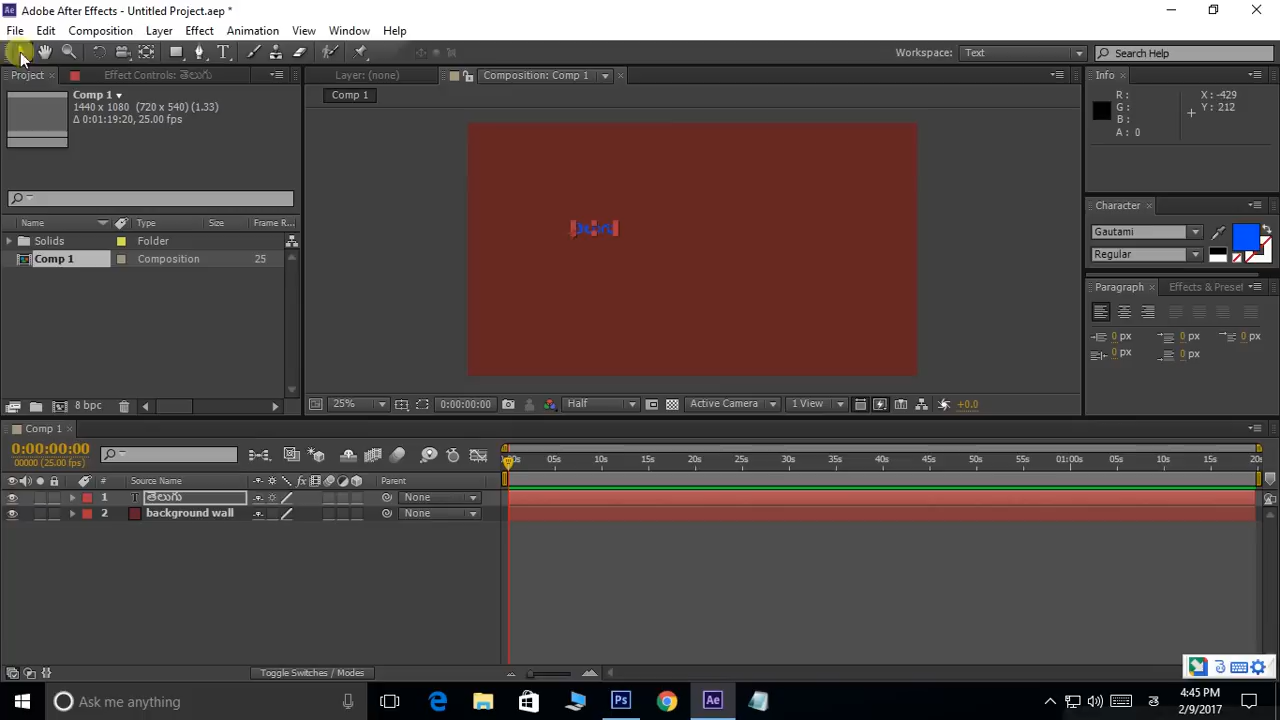 Ae Adobe After Effects - Untitled Project.aep *
File Edit Composition Layer Effect Animation View Window Help
Workspace: Text Search Help
Project Effect Controls: తెలుగు Layer: (none) Composition: Comp 1 Info
Comp 1
1440 x 1080 (720 x 540) (1.33)
Δ 0:01:19:20, 25.00 fps
Comp 1
R :
G :
B :
A : 0
X : -429
Y : 212
Character
Gautami
Regular
Name Type Size Frame R...
Solids Folder
Comp 1 Composition 25
తెలుగు
Paragraph Effects & Preset
0 px 0 px 0 px
0 px 0 px
8 bpc 25% 0:00:00:00 Half Active Camera 1 View +0.0
Comp 1
0:00:00:00
00000 (25.00 fps)
05s 10s 15s 20s 25s 30s 35s 40s 45s 50s 55s 01:00s 05s 10s 15s 20s
# Source Name Parent
1 T తెలుగు None
2 background wall None
Toggle Switches / Modes
Ask me anything
Ps Ae
4:45 PM
2/9/2017